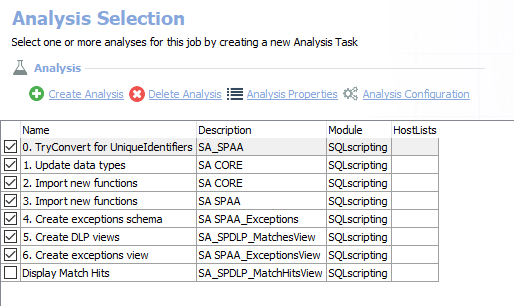 Analysis Selection
Select one or more analyses for this job by creating a new Analysis Task
Analysis
Create Analysis Delete Analysis Analysis Properties Analysis Configuration
Name Description Module HostLists
0. TryConvert for UniqueIdentifiers SA_SPAA SQLscripting
1. Update data types SA CORE SQLscripting
2. Import new functions SA CORE SQLscripting
3. Import new functions SA SPAA SQLscripting
4. Create exceptions schema SA SPAA_Exceptions SQLscripting
5. Create DLP views SA_SPDLP_MatchesView SQLscripting
6. Create exceptions view SA SPAA_ExceptionsView SQLscripting
Display Match Hits SA_SPDLP_MatchHitsView SQLscripting